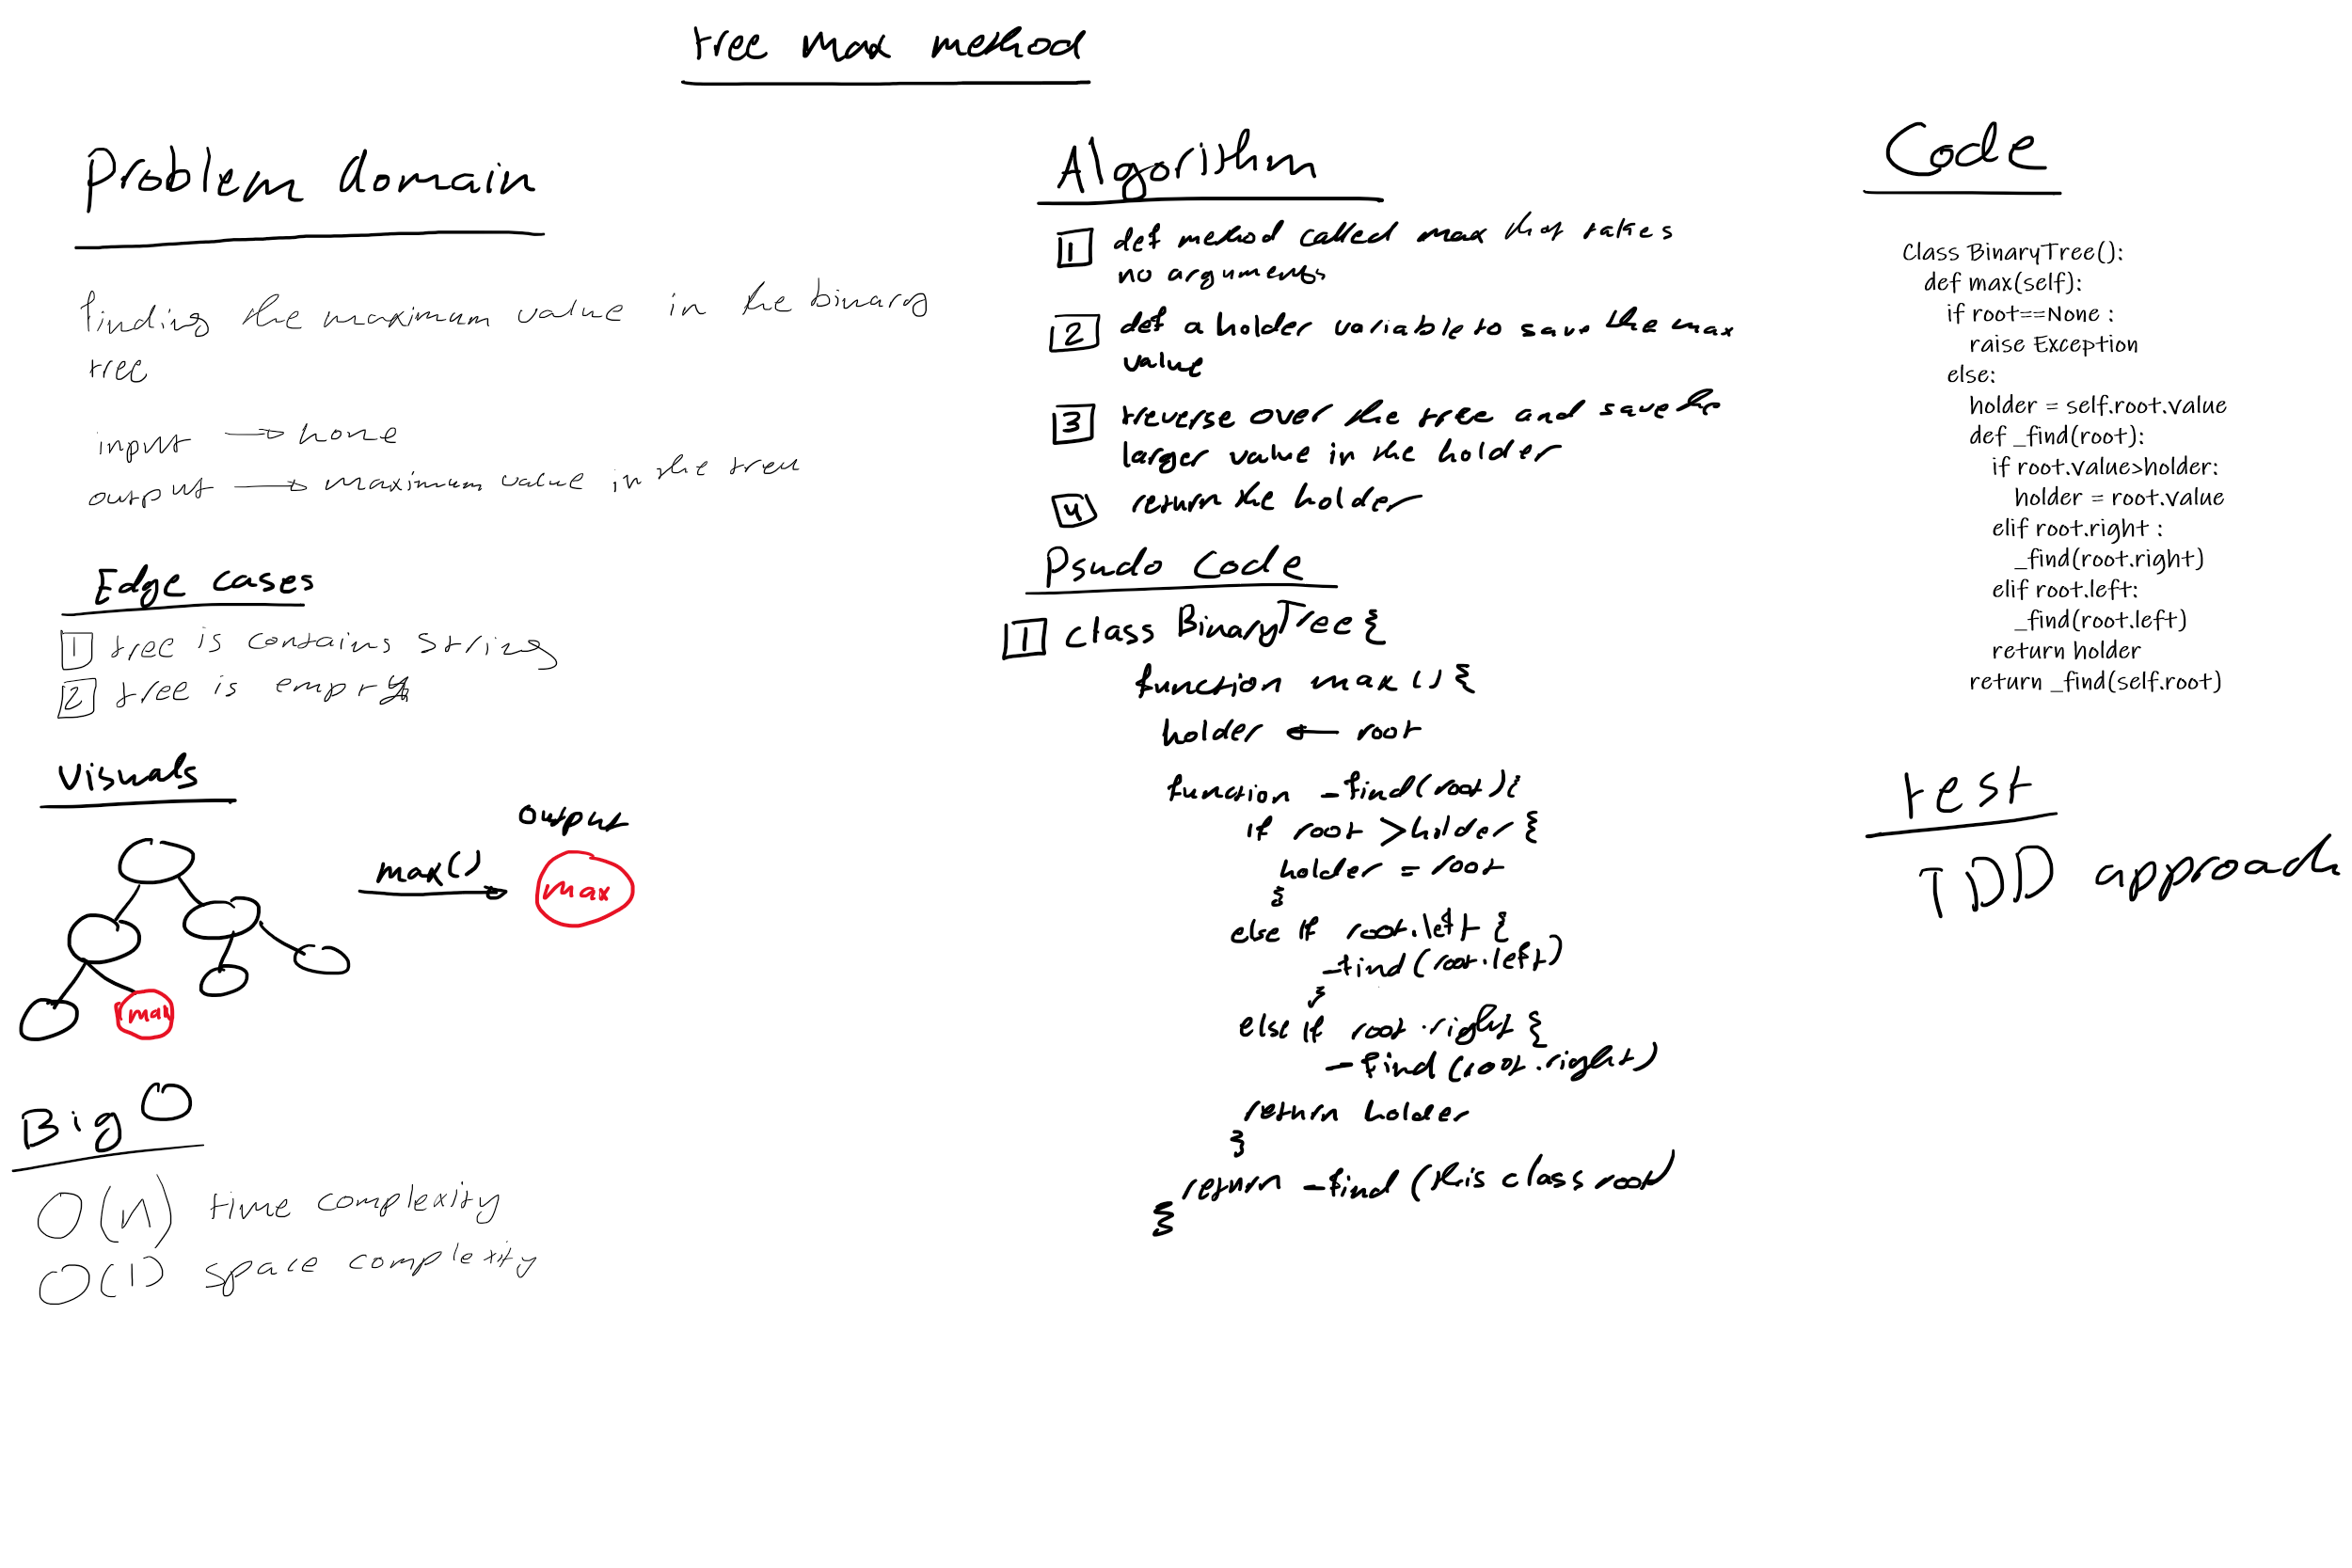 tree max method
Problem domain
finding the maximum value in the binary
tree
input → none
output → maximum value in the tree
Edge cases
1 tree is contains string
2 tree is empty
Visuals
max()
output
max
max
Big O
O(n) time complexity
O(1) space complexity
Algorithm
1 def method called max that takes
no arguments
2 def a holder variable to save the max
value
3 treverse over the tree and save the
larger value in the holder
4 return the holder
Psudo Code
1 class BinaryTree {
function max () {
holder ← root
function _find(root){
if root > holder {
holder = root
}
else if root.left {
_find(root.left)
}
else if root.right {
_find(root.right)
return holder
}
return _find (this class root)
}
Code
Class BinaryTree():
def max(self):
if root==None :
raise Exception
else:
holder = self.root.value
def _find(root):
if root.value>holder:
holder = root.value
elif root.right :
_find(root.right)
elif root.left:
_find(root.left)
return holder
return _find(self.root)
test
TDD approach